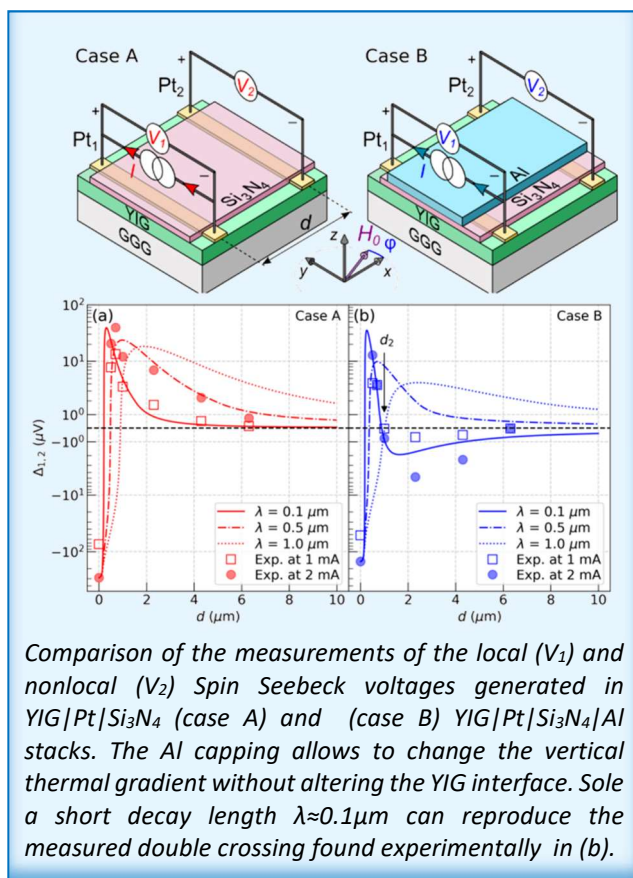 Case A
Case B
Pt₂
V₂
Pt₂
V₂
Pt₁
V₁
Pt₁
V₁
I
I
Al
Si₃N₄
Si₃N₄
YIG
GGG
YIG
GGG
d
z
H₀ φ
y
x
(a)
Case A
(b)
Case B
d₂
10²
10¹
10⁰
−10⁰
−10¹
−10²
Δ₁,₂ (μV)
λ = 0.1 μm
λ = 0.5 μm
λ = 1.0 μm
Exp. at 1 mA
Exp. at 2 mA
λ = 0.1 μm
λ = 0.5 μm
λ = 1.0 μm
Exp. at 1 mA
Exp. at 2 mA
0 2 4 6 8 10
0 2 4 6 8 10
d (μm)
d (μm)
Comparison of the measurements of the local (V₁) and
nonlocal (V₂) Spin Seebeck voltages generated in
YIG|Pt|Si₃N₄ (case A) and (case B) YIG|Pt|Si₃N₄|Al
stacks. The Al capping allows to change the vertical
thermal gradient without altering the YIG interface. Sole
a short decay length λ≈0.1μm can reproduce the
measured double crossing found experimentally in (b).